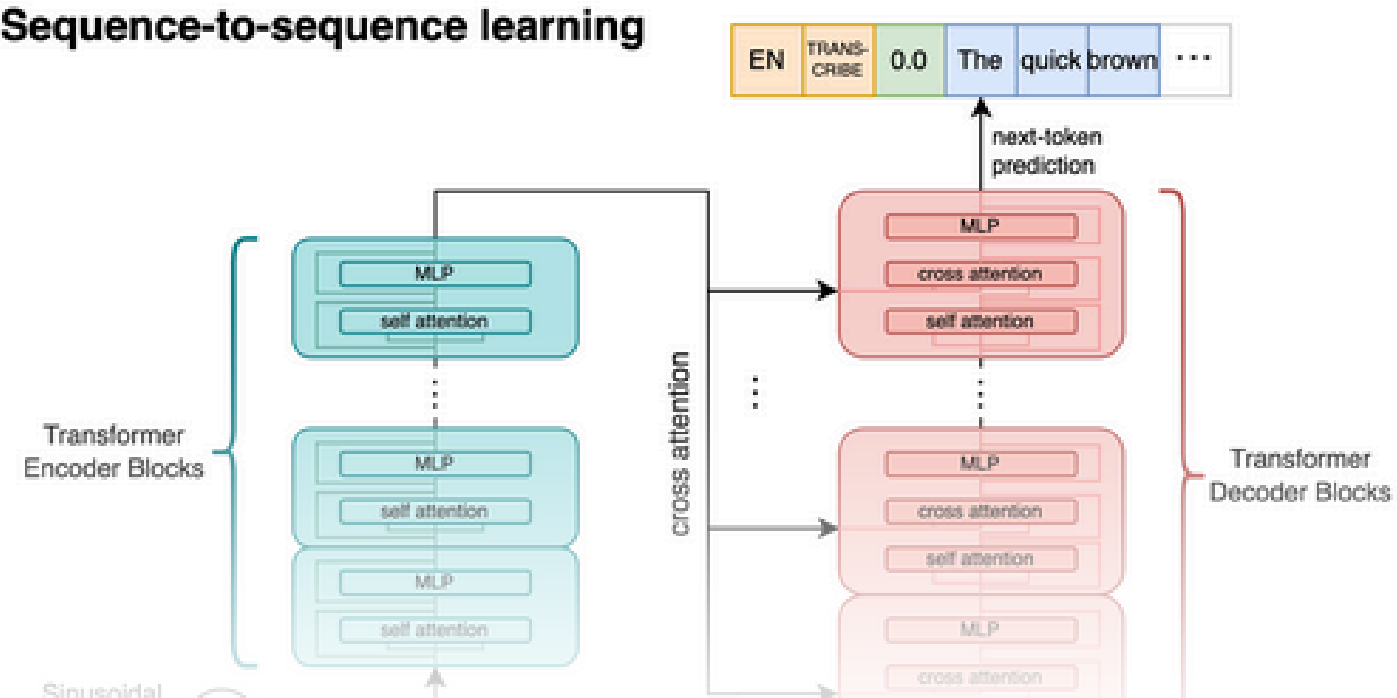 Sequence-to-sequence learning
EN TRANS-CRIBE 0.0 The quick brown ...
next-token
prediction
MLP
self attention
MLP
self attention
MLP
self attention
Transformer
Encoder Blocks
cross attention
MLP
cross attention
self attention
MLP
cross attention
self attention
MLP
cross attention
Transformer
Decoder Blocks
Sinusoidal